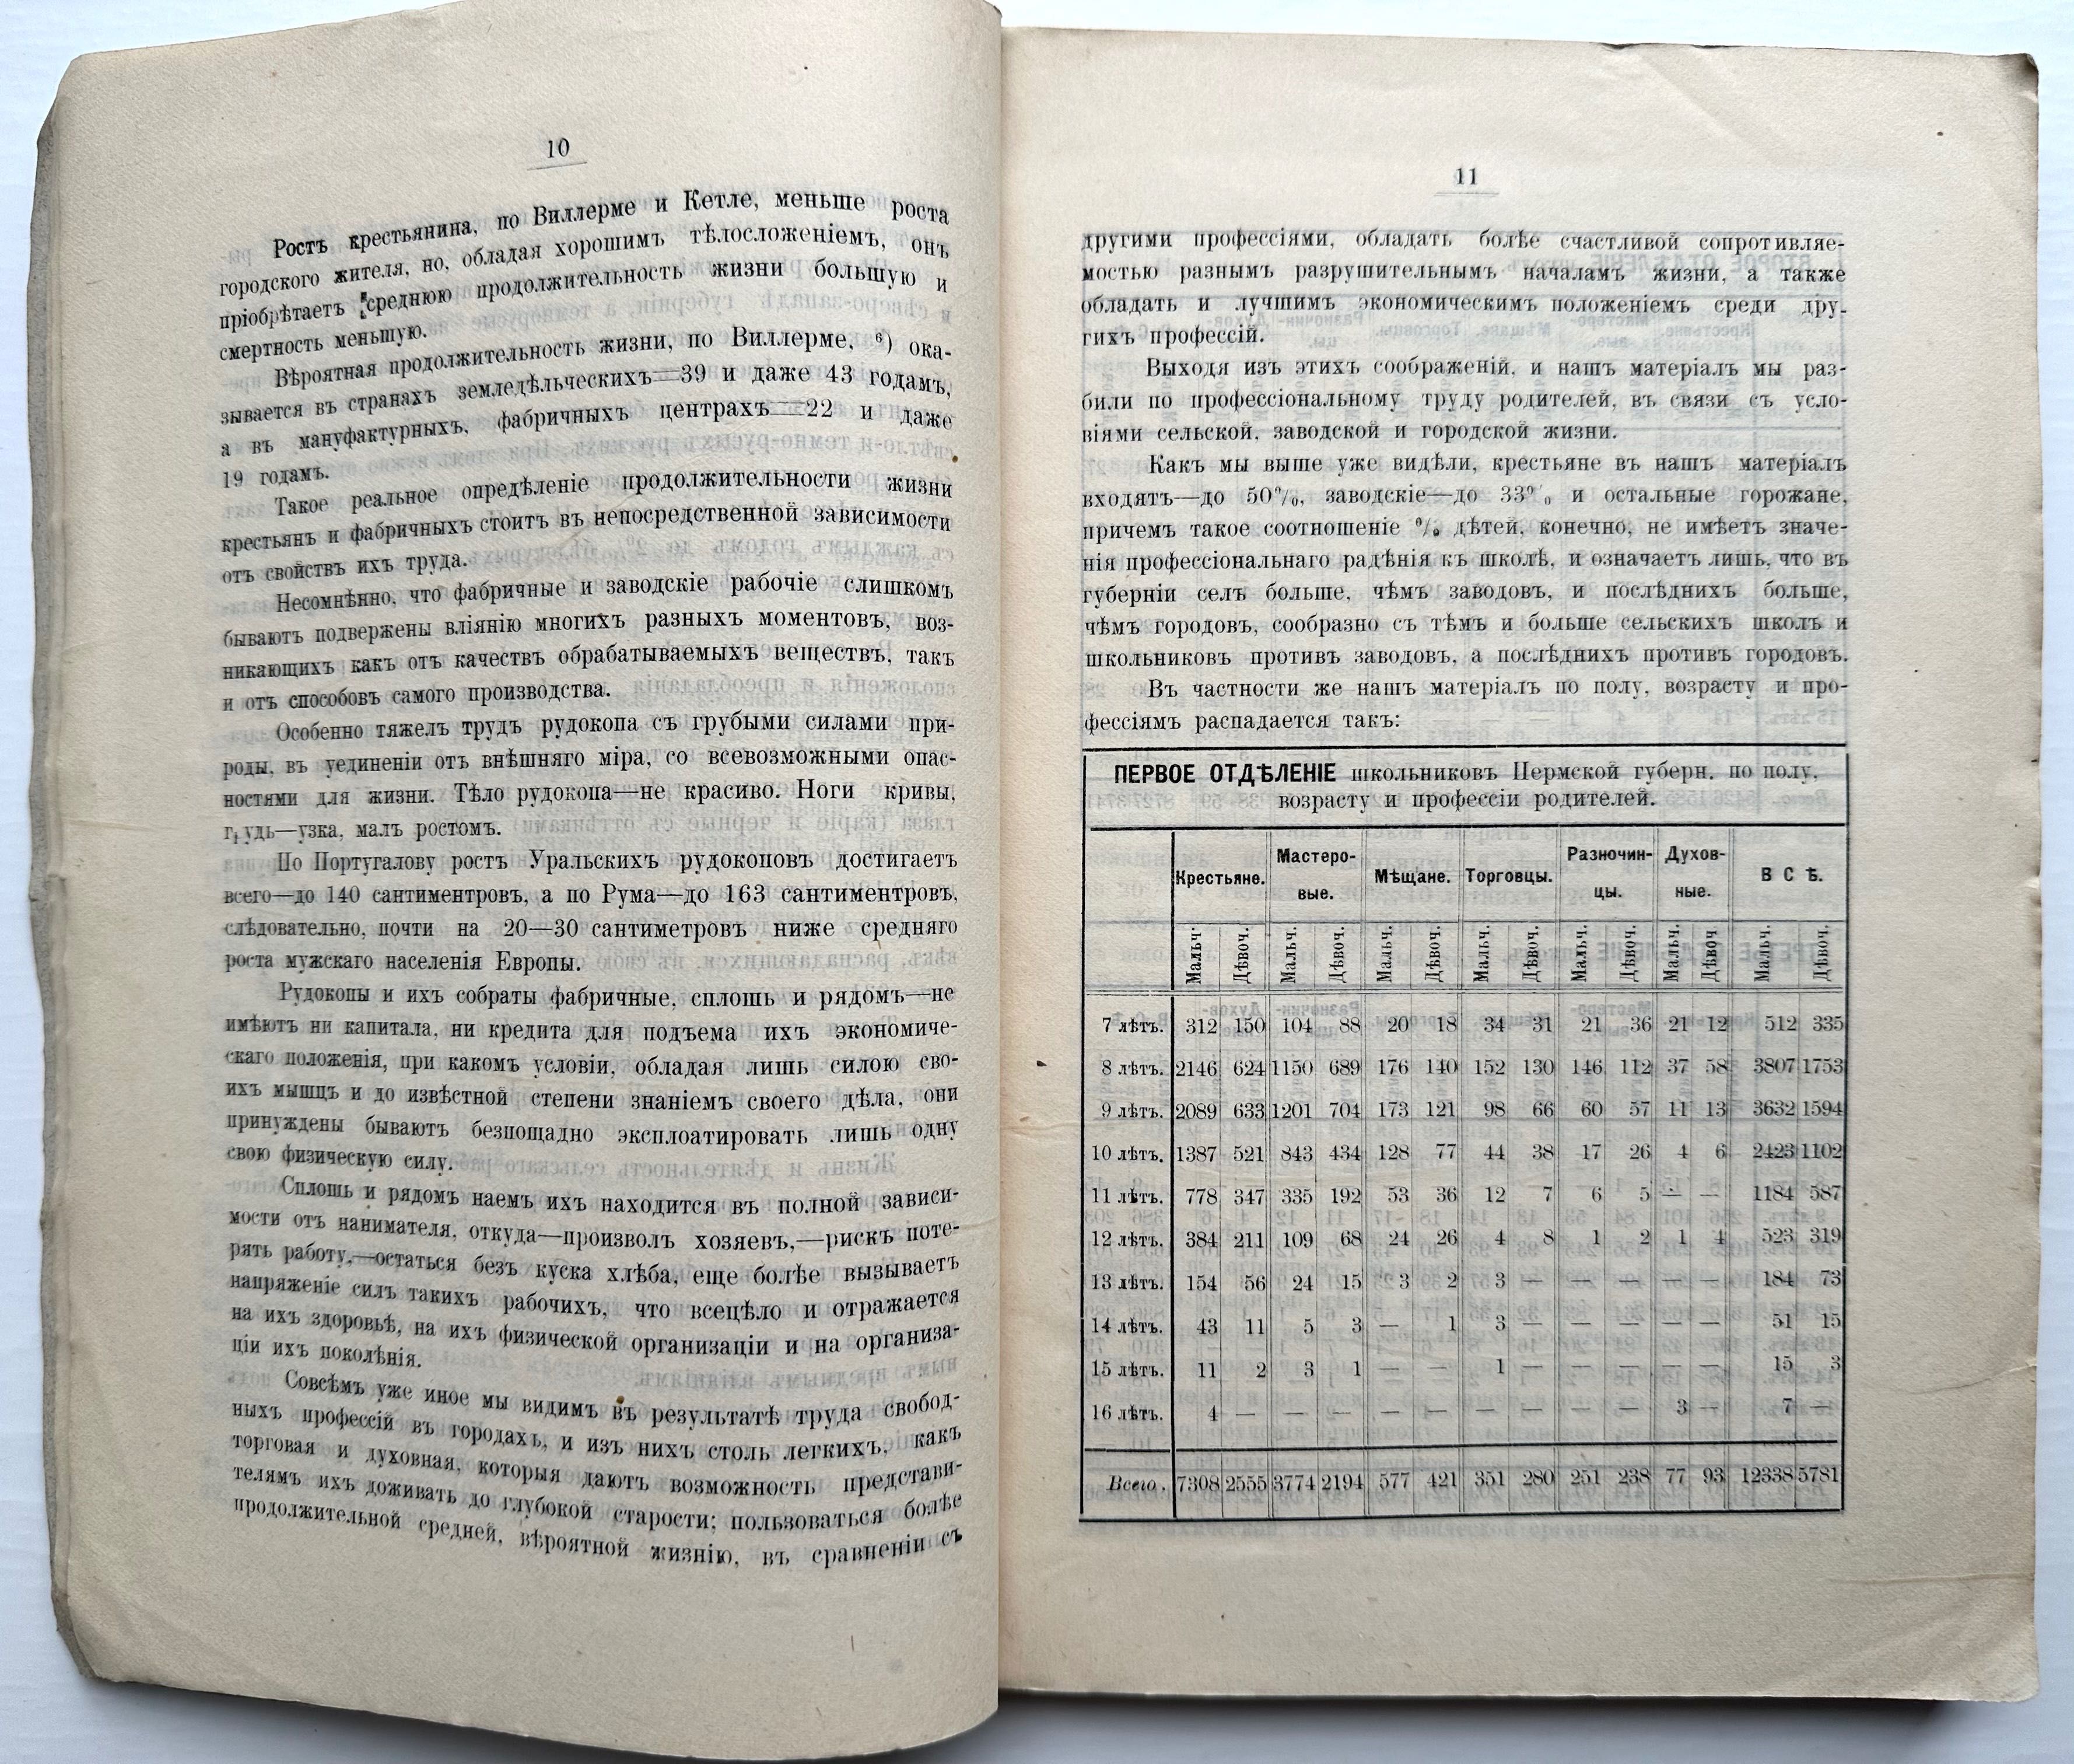 10
Ростъ крестьянина, по Виллерме и Кетле, меньше роста
городского жителя, но, обладая хорошимъ тѣлосложеніемъ, онъ
пріобрѣтаетъ среднюю продолжительность жизни большую и
смертность меньшую.
Вѣроятная продолжительность жизни, по Виллерме, ⁶) ока-
зывается въ странахъ земледѣльческихъ—39 и даже 43 годамъ,
а въ мануфактурныхъ, фабричныхъ центрахъ—22 и даже
19 годамъ.
Такое реальное опредѣленіе продолжительности жизни
крестьянъ и фабричныхъ стоитъ въ непосредственной зависимости
отъ свойствъ ихъ труда.
Несомнѣнно, что фабричные и заводскіе рабочіе слишкомъ
бываютъ подвержены вліянію многихъ разныхъ моментовъ, воз-
никающихъ какъ отъ качествъ обрабатываемыхъ веществъ, такъ
и отъ способовъ самого производства.
Особенно тяжелъ трудъ рудокопа съ грубыми силами при-
роды, въ уединеніи отъ внѣшняго міра, со всевозможными опас-
ностями для жизни. Тѣло рудокопа—не красиво. Ноги кривы,
грудь—узка, малъ ростомъ.
По Португалову ростъ Уральскихъ рудокоповъ достигаетъ
всего—до 140 сантиментровъ, а по Рума—до 163 сантиментровъ,
слѣдовательно, почти на 20—30 сантиметровъ ниже средняго
роста мужскаго населенія Европы.
Рудокопы и ихъ собраты фабричные, сплошь и рядомъ—не
имѣютъ ни капитала, ни кредита для подъема ихъ экономиче-
скаго положенія, при какомъ условіи, обладая лишь силою сво-
ихъ мышцъ и до извѣстной степени знаніемъ своего дѣла, они
принуждены бываютъ безпощадно эксплоатировать лишь одну
свою физическую силу.
Сплошь и рядомъ наемъ ихъ находится въ полной зависи-
мости отъ нанимателя, откуда—произволъ хозяевъ,—рискъ поте-
рять работу,—остаться безъ куска хлѣба, еще болѣе вызываетъ
напряженіе силъ такихъ рабочихъ, что всецѣло и отражается
на ихъ здоровьѣ, на ихъ физической организаціи и на организа-
ціи ихъ поколѣнія.
Совсѣмъ уже иное мы видимъ въ результатѣ труда свобод-
ныхъ профессій въ городахъ, и изъ нихъ столь легкихъ, какъ
торговая и духовная, которыя даютъ возможность представи-
телямъ ихъ доживать до глубокой старости; пользоваться болѣе
продолжительной средней, вѣроятной жизнію, въ сравненіи съ
11
другими профессіями, обладать болѣе счастливой сопротивляе-
мостью разнымъ разрушительнымъ началамъ жизни, а также
обладать и лучшимъ экономическимъ положеніемъ среди дру-
гихъ профессій.
Выходя изъ этихъ соображеній, и нашъ матеріалъ мы раз-
били по профессіональному труду родителей, въ связи съ усло-
віями сельской, заводской и городской жизни.
Какъ мы выше уже видѣли, крестьяне въ нашъ матеріалъ
входятъ—до 50%, заводскіе—до 33% и остальные горожане,
причемъ такое соотношеніе % дѣтей, конечно, не имѣетъ значе-
нія профессіональнаго радѣнія къ школѣ, и означаетъ лишь, что въ
губерніи селъ больше, чѣмъ заводовъ, и послѣднихъ больше,
чѣмъ городовъ, сообразно съ тѣмъ и больше сельскихъ школъ и
школьниковъ противъ заводовъ, а послѣднихъ противъ городовъ.
Въ частности же нашъ матеріалъ по полу, возрасту и про-
фессіямъ распадается такъ:
ПЕРВОЕ ОТДѢЛЕНІЕ школьниковъ Пермской губерн. по полу,
возрасту и профессіи родителей.
Крестьяне. Мастеро-вые. Мѣщане. Торговцы. Разночин-цы. Духов-ные. ВСѢ.
Мальч. Дѣвоч. Мальч. Дѣвоч. Мальч. Дѣвоч. Мальч. Дѣвоч. Мальч. Дѣвоч. Мальч. Дѣвоч Мальч. Дѣвоч.
7 лѣтъ. 312 150 104 88 20 18 34 31 21 36 21 12 512 335
8 лѣтъ. 2146 624 1150 689 176 140 152 130 146 112 37 58 3807 1753
9 лѣтъ. 2089 633 1201 704 173 121 98 66 60 57 11 13 3632 1594
10 лѣтъ. 1387 521 843 434 128 77 44 38 17 26 4 6 2423 1102
11 лѣтъ. 778 347 335 192 53 36 12 7 6 5 — — 1184 587
12 лѣтъ. 384 211 109 68 24 26 4 8 1 2 1 4 523 319
13 лѣтъ. 154 56 24 15 3 2 3 — — — — — 184 73
14 лѣтъ. 43 11 5 3 — 1 3 — — — — — 51 15
15 лѣтъ. 11 2 3 1 — — 1 — — — — — 15 3
16 лѣтъ. 4 — — — — — — — — — 3 — 7 —
Всего. 7308 2555 3774 2194 577 421 351 280 251 238 77 93 12338 5781